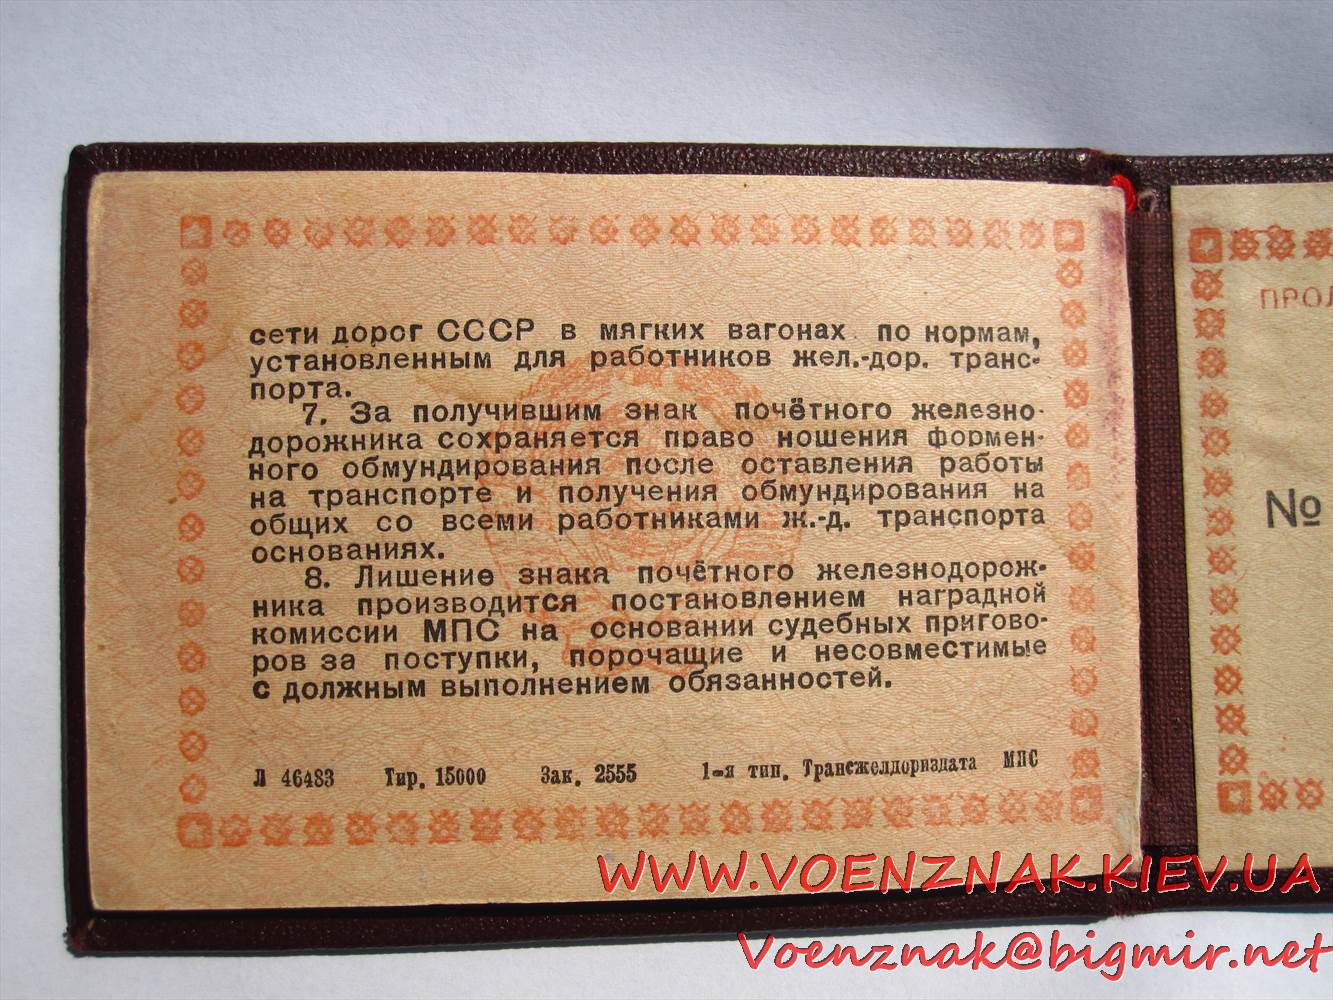 сети дорог СССР в мягких вагонах по нормам,
установленным для работников жел.-дор. транс-
порта.
7. За получившим знак почётного железно-
дорожника сохраняется право ношения формен-
ного обмундирования после оставления работы
на транспорте и получения обмундирования на
общих со всеми работниками ж.-д. транспорта
основаниях.
8. Лишение знака почётного железнодорож-
ника производится постановлением наградной
комиссии МПС на основании судебных пригово-
ров за поступки, порочащие и несовместимые
с должным выполнением обязанностей.
Л 46483 Тир. 15000 Зак. 2555 1-я тип. Трансжелдориздата МПС
№
WWW.VOENZNAK.KIEV.UA
Voenznak@bigmir.net